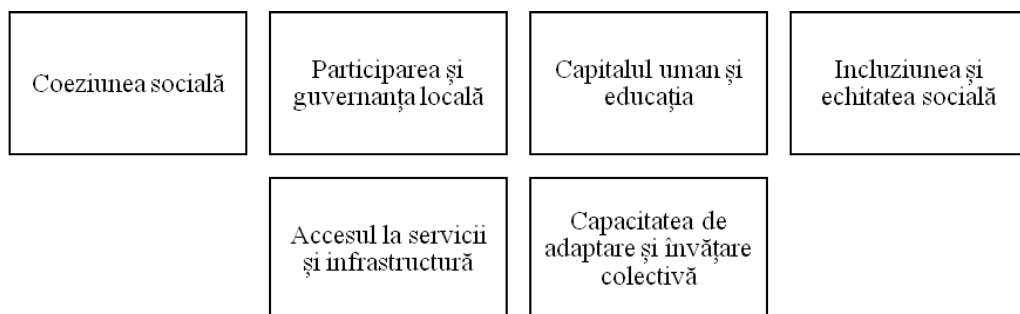 Coeziunea socială
Participarea și
guvernanța locală
Capitalul uman și
educația
Incluziunea și
echitatea socială
Accesul la servicii
și infrastructură
Capacitatea de
adaptare și învățare
colectivă